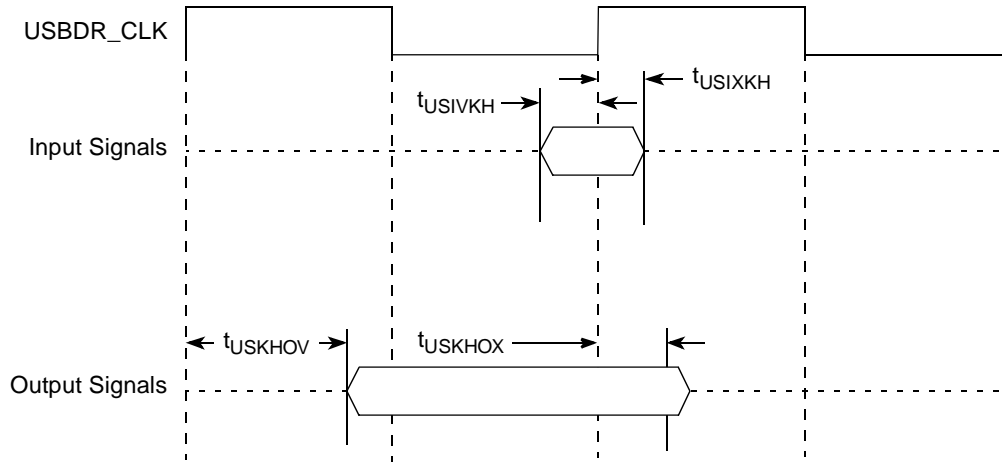 USBDR_CLK
tUSIXKH
tUSIVKH
Input Signals
tUSKHOV
tUSKHOX
Output Signals